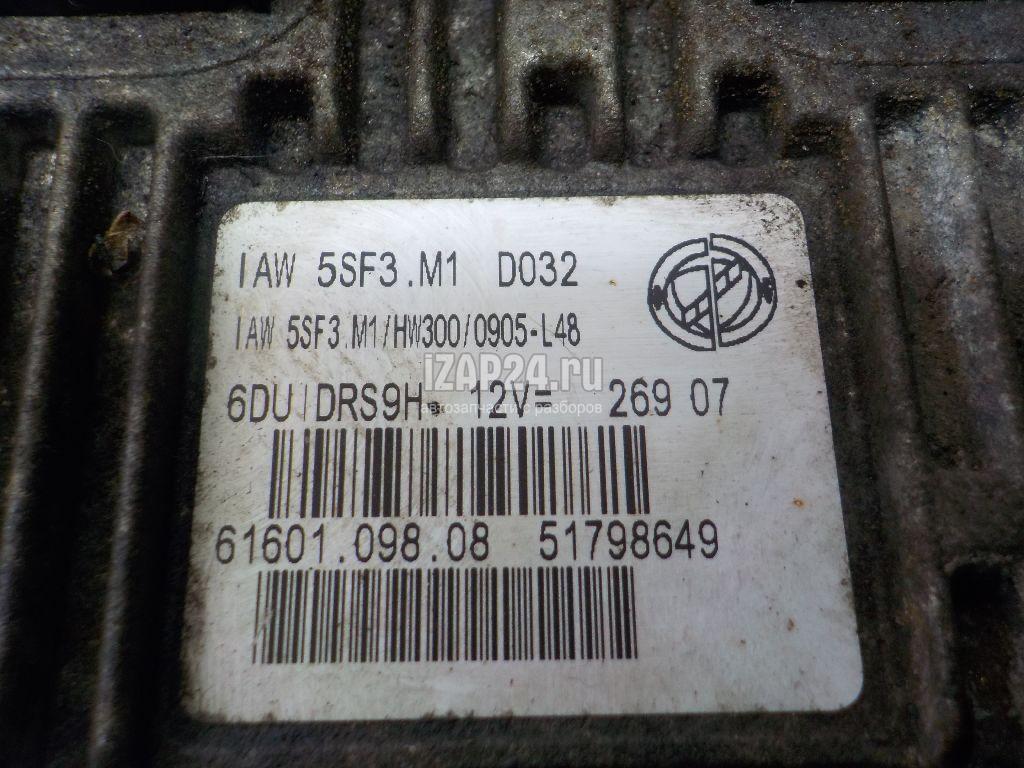 IAW 5SF3.M1 D032
IAW 5SF3.M1/HW300/0905-L48
iZAP24.ru
автозапчасти с разборов
6DU|DRS9H. 12V= 269 07
61601.098.08 51798649